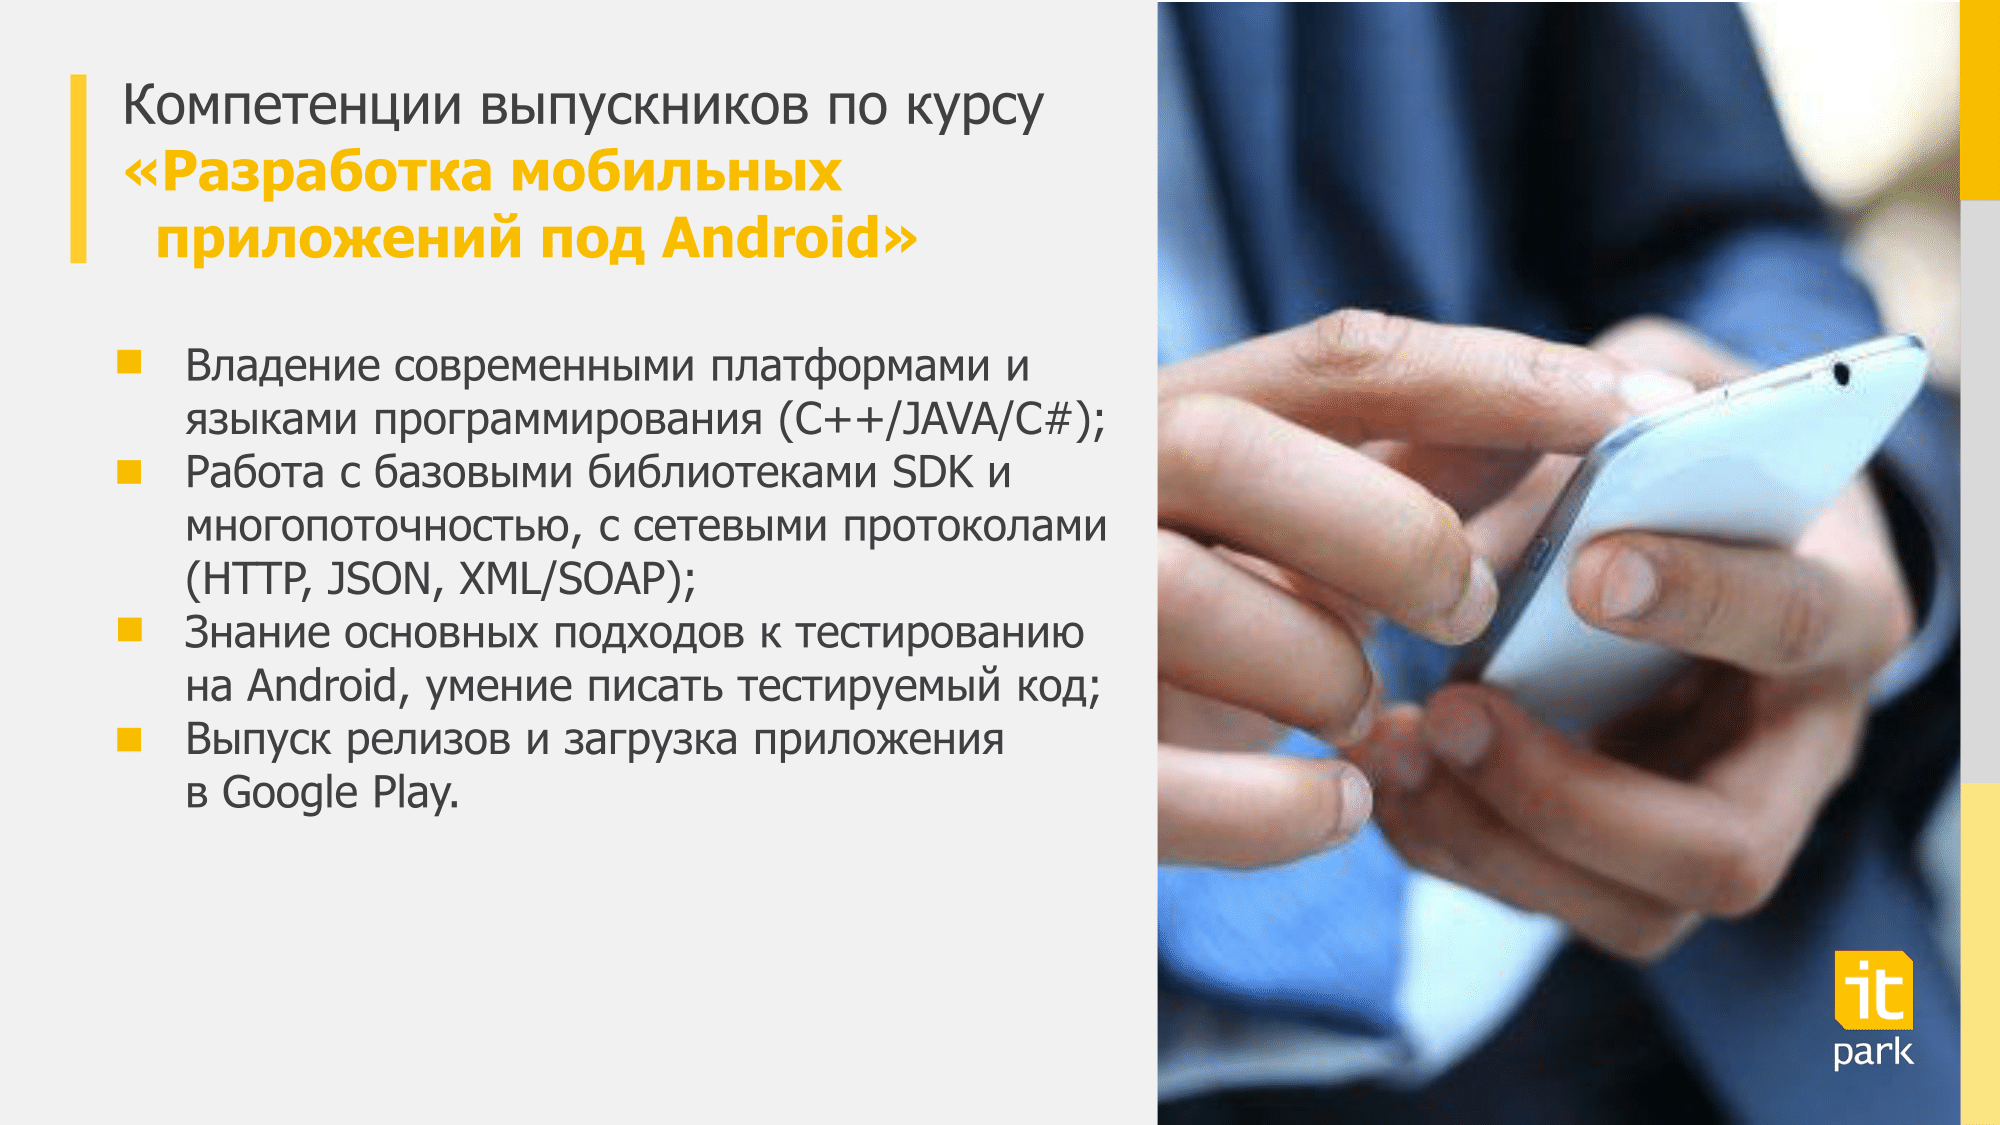 Компетенции выпускников по курсу
«Разработка мобильных
приложений под Android»
Владение современными платформами и
языками программирования (C++/JAVA/C#);
Работа с базовыми библиотеками SDK и
многопоточностью, с сетевыми протоколами
(HTTP, JSON, XML/SOAP);
Знание основных подходов к тестированию
на Android, умение писать тестируемый код;
Выпуск релизов и загрузка приложения
в Google Play.
it
park